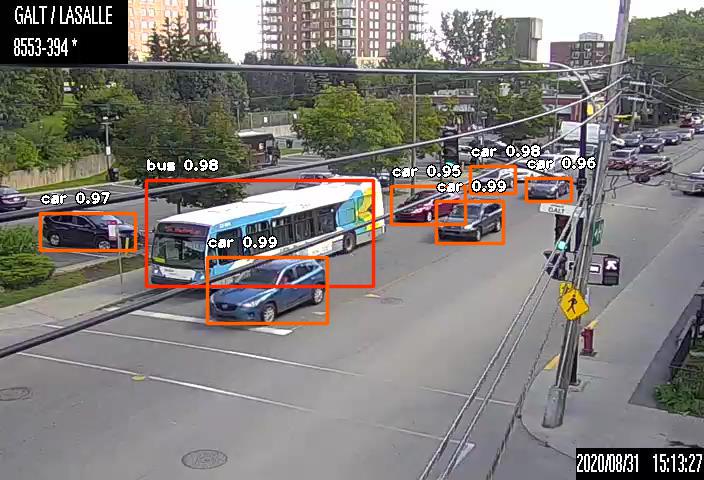 GALT / LASALLE
8553-394 *
bus 0.98
car 0.97
car 0.99
car 0.95
car 0.99
car 0.98
car 0.96
GALT
2020/08/31 15:13:27